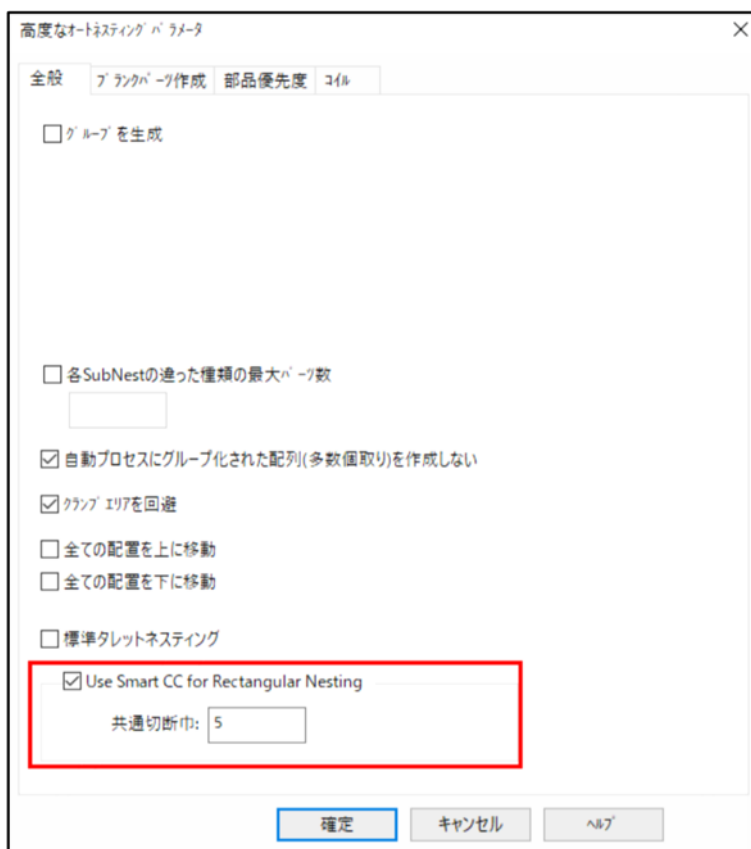 高度なｵｰﾄﾈｽﾃｨﾝｸﾞ ﾊﾟﾗﾒｰﾀ
全般 ﾌﾞﾗﾝｸﾊﾟｰﾂ作成 部品優先度 ｺｲﾙ
ｸﾞﾙｰﾌﾟを生成
各SubNestの違った種類の最大ﾊﾟｰﾂ数
自動プロセスにグループ化された配列(多数個取り)を作成しない
ｸﾗﾝﾌﾟ ｴﾘｱを回避
全ての配置を上に移動
全ての配置を下に移動
標準タレットネスティング
Use Smart CC for Rectangular Nesting
共通切断巾: 5
確定 キャンセル ﾍﾙﾌﾟ